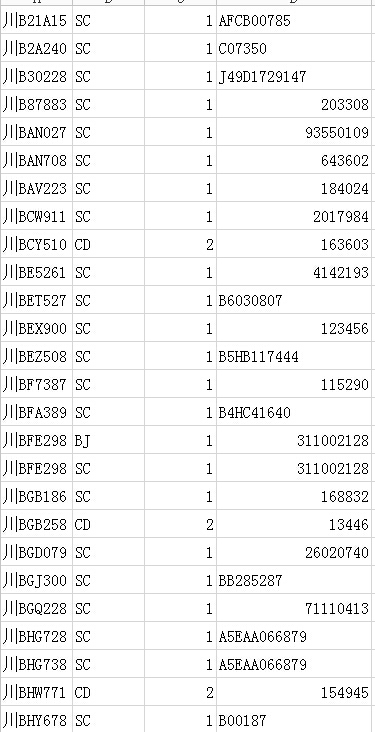 川B21A15 SC 1 AFCB00785
川B2A240 SC 1 C07350
川B30228 SC 1 J49D1729147
川B87883 SC 1 203308
川BAN027 SC 1 93550109
川BAN708 SC 1 643602
川BAV223 SC 1 184024
川BCW911 SC 1 2017984
川BCY510 CD 2 163603
川BE5261 SC 1 4142193
川BET527 SC 1 B6030807
川BEX900 SC 1 123456
川BEZ508 SC 1 B5HB117444
川BF7387 SC 1 115290
川BFA389 SC 1 B4HC41640
川BFE298 BJ 1 311002128
川BFE298 SC 1 311002128
川BGB186 SC 1 168832
川BGB258 CD 2 13446
川BGD079 SC 1 26020740
川BGJ300 SC 1 BB285287
川BGQ228 SC 1 71110413
川BHG728 SC 1 A5EAA066879
川BHG738 SC 1 A5EAA066879
川BHW771 CD 2 154945
川BHY678 SC 1 B00187